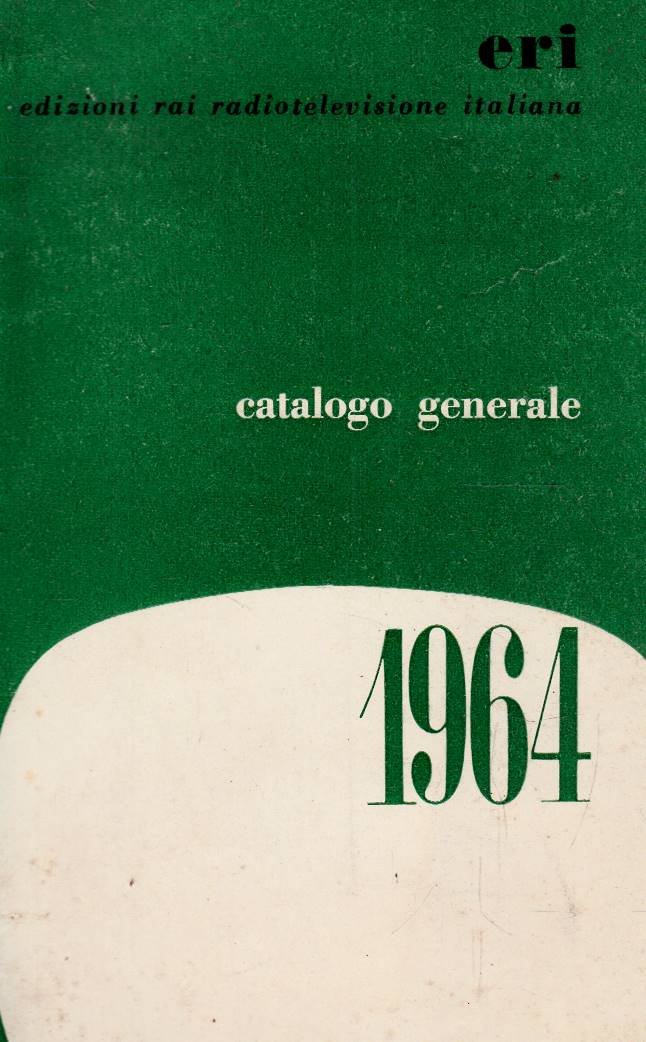 eri
edizioni rai radiotelevisione italiana
catalogo generale
1964